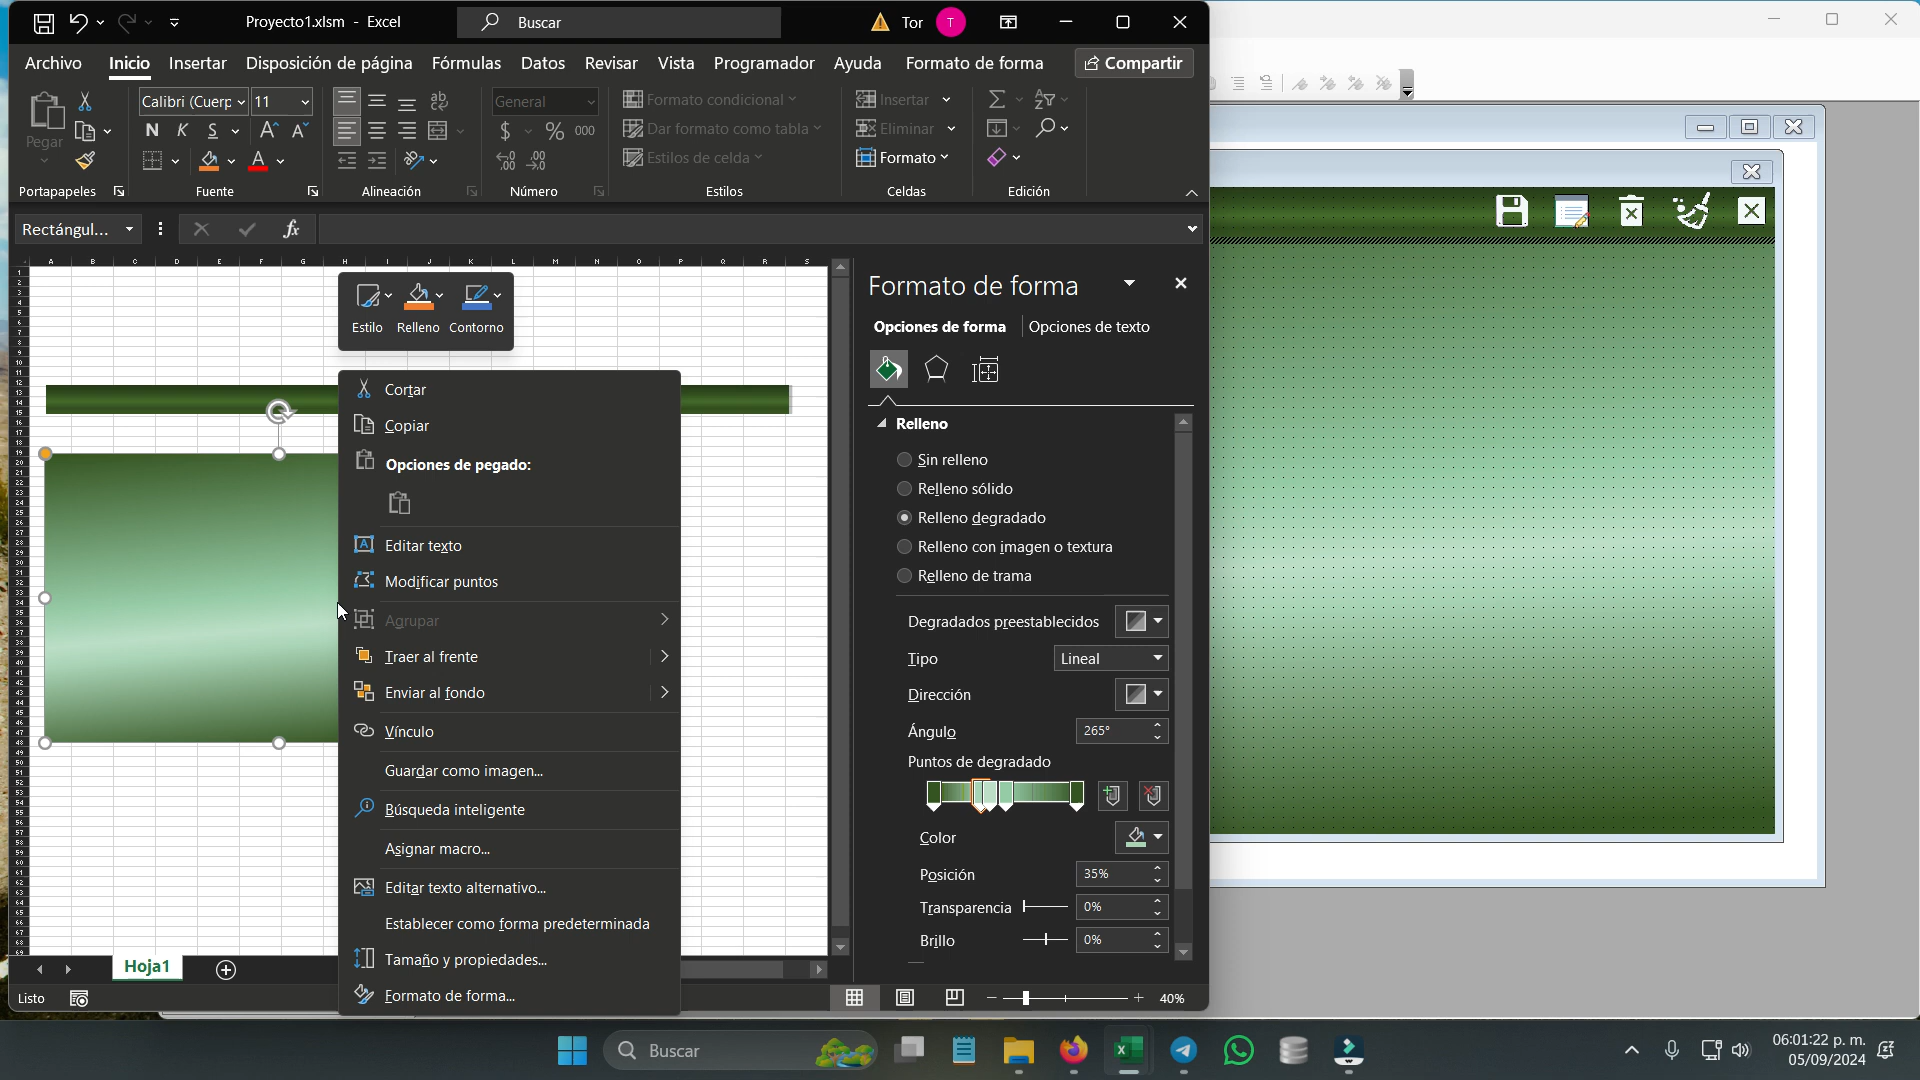 Proyecto1.xlsm - Excel
Buscar
Tor
T
Archivo
Inicio
Insertar
Disposición de página
Fórmulas
Datos
Revisar
Vista
Programador
Ayuda
Formato de forma
Compartir
Pegar
Portapapeles
Calibri (Cuerp
11
N
K
S
A
A
A
Fuente
ab
Alineación
General
$
%
000
Número
Formato condicional
Dar formato como tabla
Estilos de celda
Estilos
Insertar
Eliminar
Formato
Celdas
Edición
Rectángul...
fx
Estilo
Relleno
Contorno
Cortar
Copiar
Opciones de pegado:
Editar texto
Modificar puntos
Agrupar
Traer al frente
Enviar al fondo
Vínculo
Guardar como imagen...
Búsqueda inteligente
Asignar macro...
Editar texto alternativo...
Establecer como forma predeterminada
Tamaño y propiedades...
Formato de forma...
Formato de forma
Opciones de forma
Opciones de texto
Relleno
Sin relleno
Relleno sólido
Relleno degradado
Relleno con imagen o textura
Relleno de trama
Degradados preestablecidos
Tipo
Lineal
Dirección
Ángulo
265°
Puntos de degradado
Color
Posición
35%
Transparencia
0%
Brillo
0%
Hoja1
Listo
40%
Buscar
06:01:22 p. m.
05/09/2024